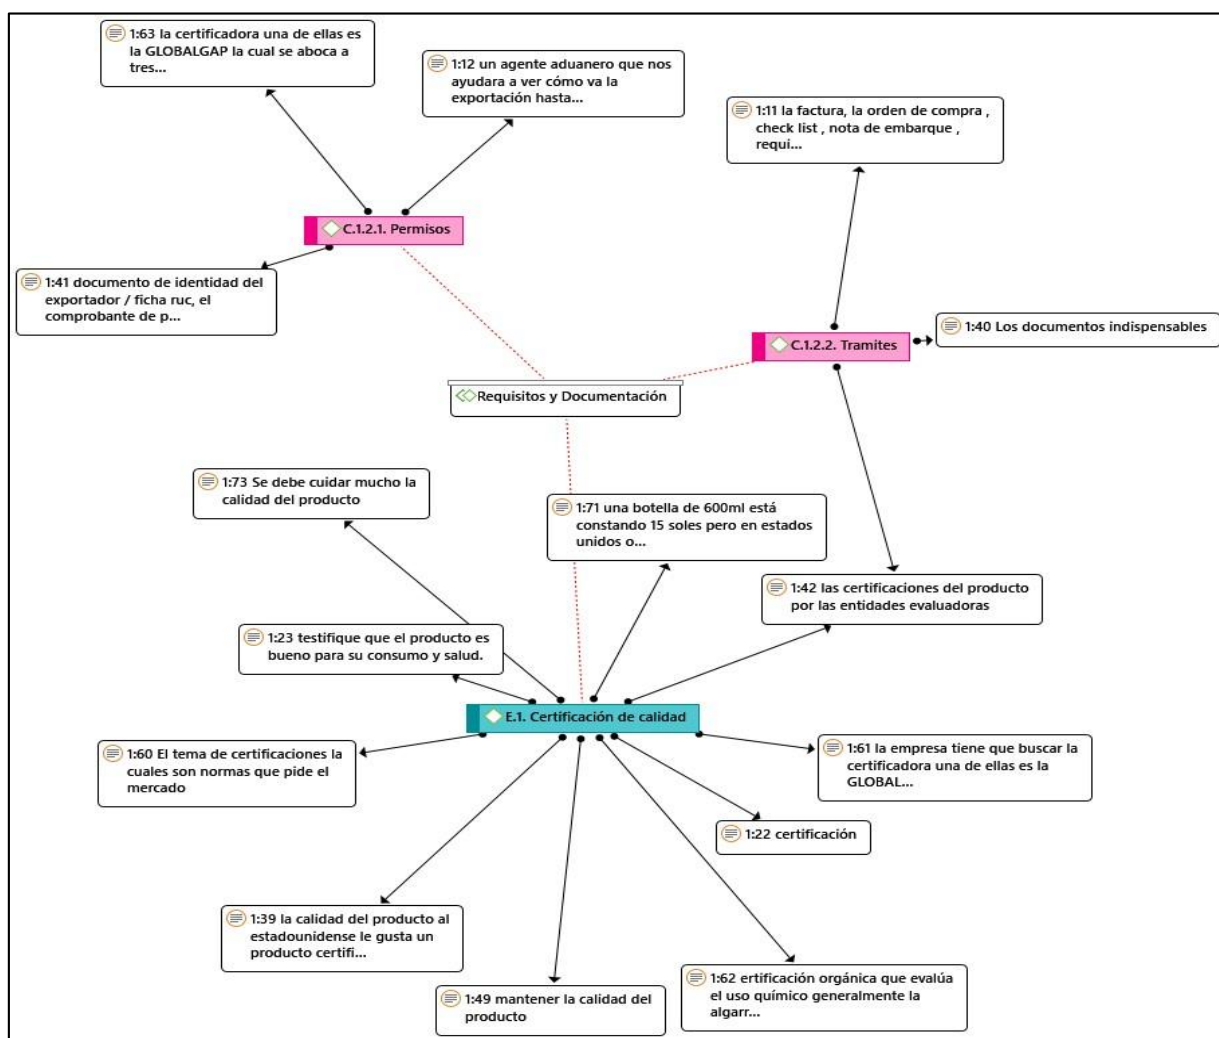 1:63 la certificadora una de ellas es
la GLOBALGAP la cual se aboca a
tres...
1:12 un agente aduanero que nos
ayudara a ver cómo va la
exportación hasta...
1:11 la factura, la orden de compra ,
check list , nota de embarque ,
requi...
C.1.2.1. Permisos
1:41 documento de identidad del
exportador / ficha ruc, el
comprobante de p...
1:40 Los documentos indispensables
C.1.2.2. Tramites
Requisitos y Documentación
1:73 Se debe cuidar mucho la
calidad del producto
1:71 una botella de 600ml está
constando 15 soles pero en estados
unidos o...
1:42 las certificaciones del producto
por las entidades evaluadoras
1:23 testifique que el producto es
bueno para su consumo y salud.
E.1. Certificación de calidad
1:60 El tema de certificaciones la
cuales son normas que pide el
mercado
1:61 la empresa tiene que buscar la
certificadora una de ellas es la
GLOBAL...
1:22 certificación
1:39 la calidad del producto al
estadounidense le gusta un
producto certifi...
1:49 mantener la calidad del
producto
1:62 ertificación orgánica que evalúa
el uso químico generalmente la
algarr...